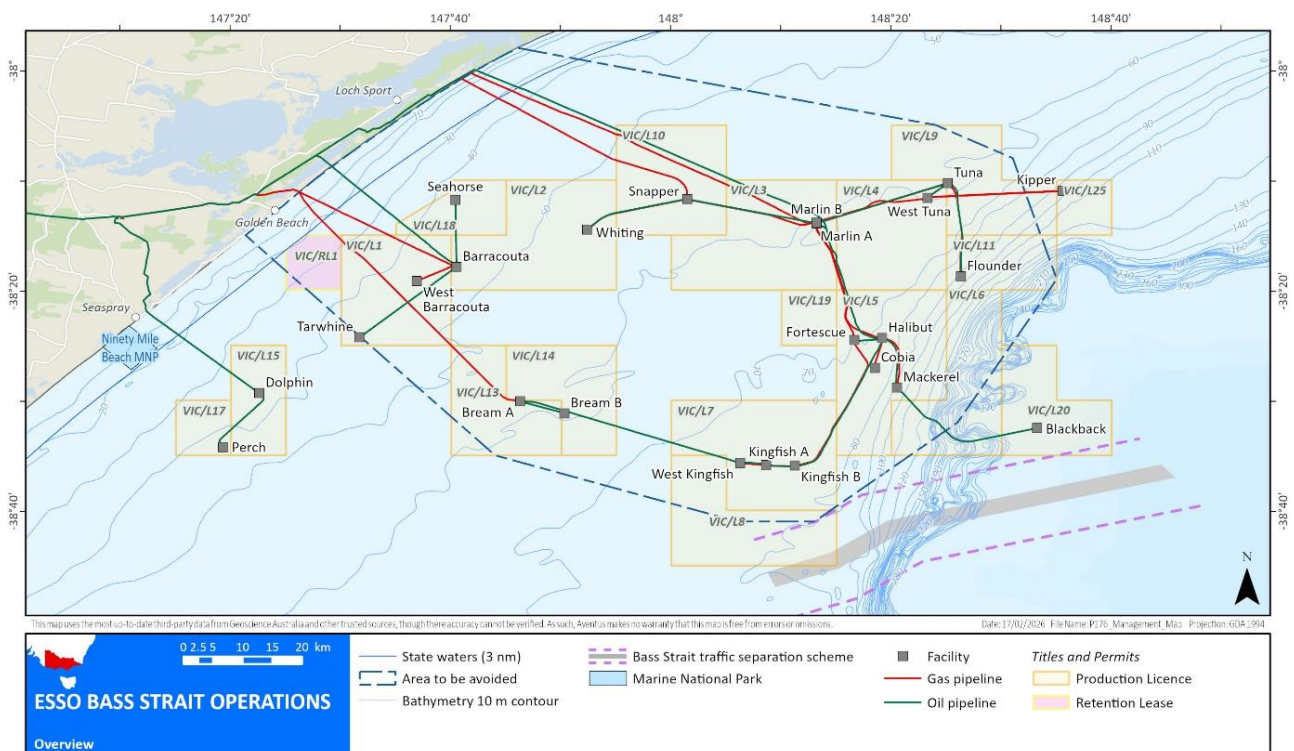 147°20'
147°40'
148°
148°20'
148°40'
-38°
-38°
Loch Sport
VIC/L10
VIC/L9
Tuna
Kipper
Seahorse
VIC/L2
Snapper
VIC/L3
VIC/L4
VIC/L25
West Tuna
Golden Beach
Marlin B
Whiting
Marlin A
VIC/L18
VIC/L1
VIC/RL1
Barracouta
VIC/L11
Flounder
-38°20'
-38°20'
West
Barracouta
VIC/L19
VIC/L5
VIC/L6
Seaspray
Tarwhine
Fortescue
Halibut
Ninety Mile
Beach MNP
Cobia
VIC/L15
VIC/L14
Dolphin
Mackerel
VIC/L13
VIC/L17
Bream A
Bream B
VIC/L7
VIC/L20
Blackback
Perch
Kingfish A
West Kingfish
Kingfish B
-38°40'
-38°40'
VIC/L8
N
This map uses the most up-to-date third-party data from Geoscience Australia and other trusted sources, though there accuracy cannot be verified. As such, Aventus makes no warranty that this map is free from errors or omissions.
Date: 17/02/2026 File Name: P176_Management_Map Projection: GDA 1994
0 2.5 5 10 15 20 km
ESSO BASS STRAIT OPERATIONS
Overview
State waters (3 nm)
Area to be avoided
Bathymetry 10 m contour
Bass Strait traffic separation scheme
Marine National Park
Facility
Gas pipeline
Oil pipeline
Titles and Permits
Production Licence
Retention Lease